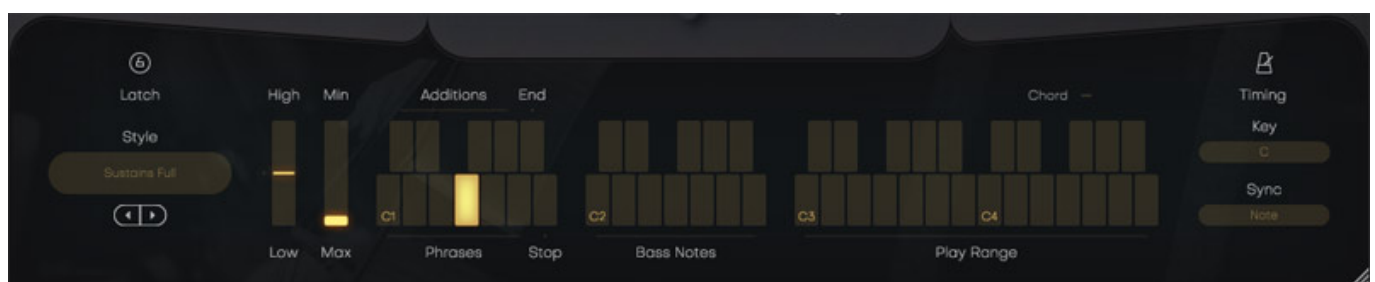 Latch
High Min Additions End Chord – Timing
Style Key
Sustains Full C
Sync
C1 C2 C3 C4 Note
Low Max Phrases Stop Bass Notes Play Range